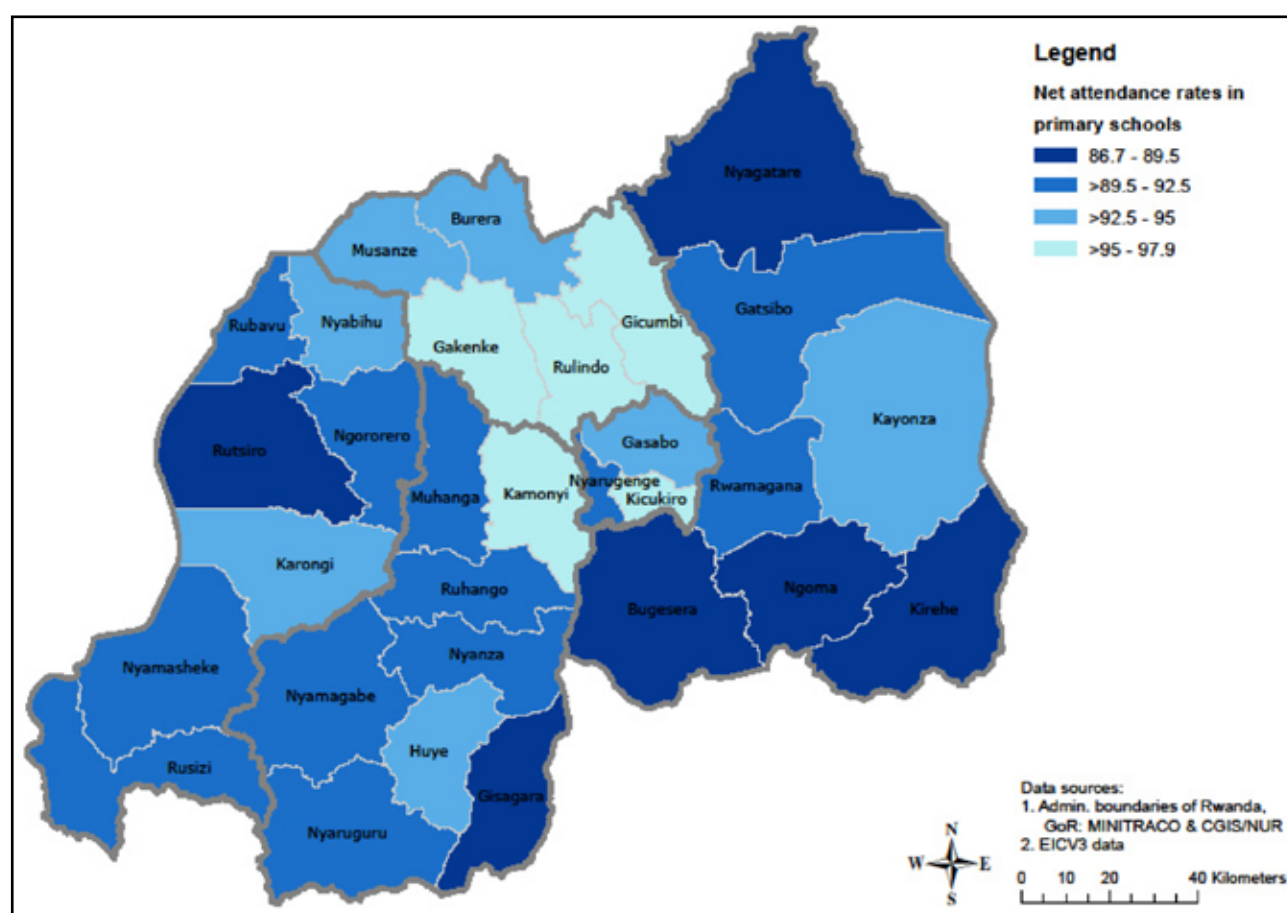 Legend
Net attendance rates in
primary schools
86.7 - 89.5
>89.5 - 92.5
>92.5 - 95
>95 - 97.9
Nyagatare
Burera
Musanze
Gatsibo
Rubavu
Nyabihu
Gicumbi
Gakenke
Rulindo
Kayonza
Ngororero
Gasabo
Rutsiro
Nyarugenge
Rwamagana
Muhanga
Kamonyi
Kicukiro
Karongi
Ruhango
Ngoma
Bugesera
Kirehe
Nyanza
Nyamasheke
Nyamagabe
Huye
Rusizi
Gisagara
Nyaruguru
Data sources:
1. Admin. boundaries of Rwanda,
GoR: MINITRACO & CGIS/NUR
2. EICV3 data
N
W E
S
0 10 20 40 Kilometers